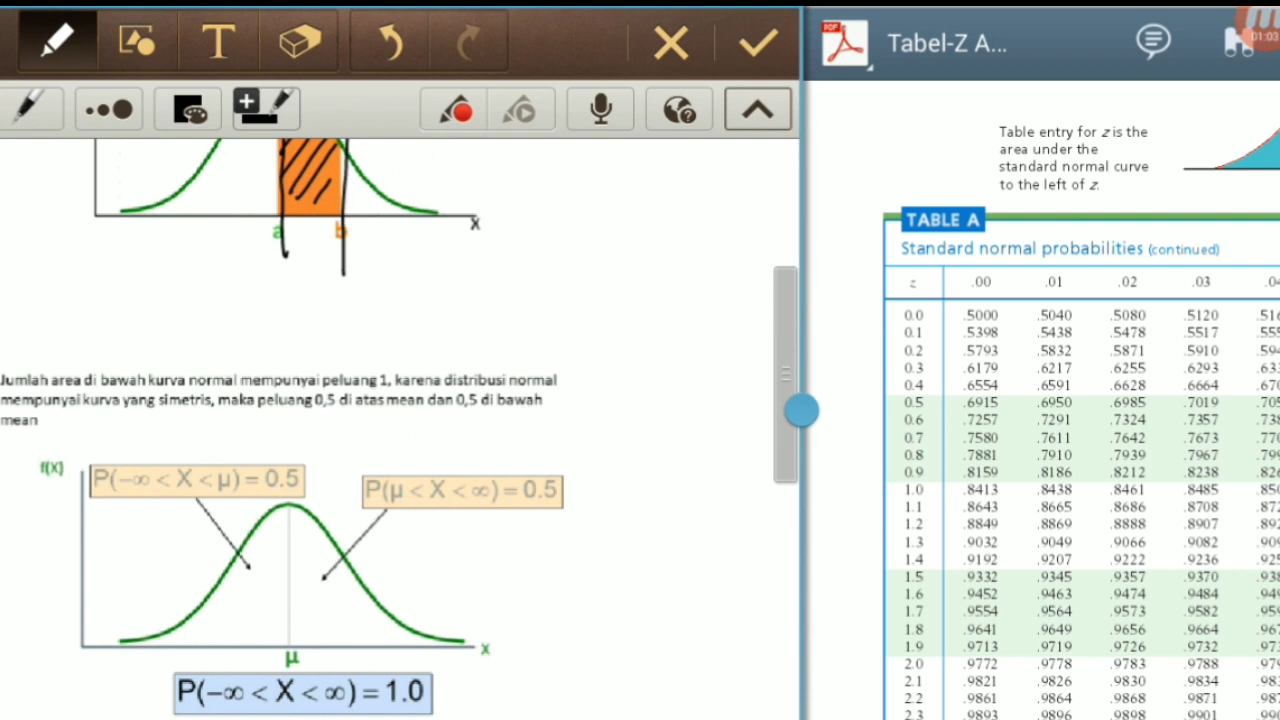 T
PDF
Tabel-Z A...
01:03
a
b
x
Jumlah area di bawah kurva normal mempunyai peluang 1, karena distribusi normal
mempunyai kurva yang simetris, maka peluang 0,5 di atas mean dan 0,5 di bawah
mean
f(X)
P(−∞ < X < μ) = 0.5
P(μ < X < ∞) = 0.5
x
μ
P(−∞ < X < ∞) = 1.0
Table entry for z is the
area under the
standard normal curve
to the left of z.
TABLE A
Standard normal probabilities (continued)
z .00 .01 .02 .03
0.0 .5000 .5040 .5080 .5120
0.1 .5398 .5438 .5478 .5517
0.2 .5793 .5832 .5871 .5910
0.3 .6179 .6217 .6255 .6293
0.4 .6554 .6591 .6628 .6664
0.5 .6915 .6950 .6985 .7019
0.6 .7257 .7291 .7324 .7357
0.7 .7580 .7611 .7642 .7673
0.8 .7881 .7910 .7939 .7967
0.9 .8159 .8186 .8212 .8238
1.0 .8413 .8438 .8461 .8485
1.1 .8643 .8665 .8686 .8708
1.2 .8849 .8869 .8888 .8907
1.3 .9032 .9049 .9066 .9082
1.4 .9192 .9207 .9222 .9236
1.5 .9332 .9345 .9357 .9370
1.6 .9452 .9463 .9474 .9484
1.7 .9554 .9564 .9573 .9582
1.8 .9641 .9649 .9656 .9664
1.9 .9713 .9719 .9726 .9732
2.0 .9772 .9778 .9783 .9788
2.1 .9821 .9826 .9830 .9834
2.2 .9861 .9864 .9868 .9871
2.3 .9893 .9896 .9898 .9901